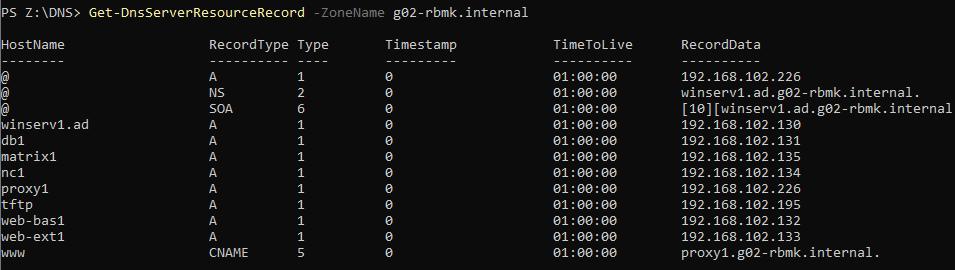 PS Z:\DNS> Get-DnsServerResourceRecord -ZoneName g02-rbmk.internal
HostName RecordType Type Timestamp TimeToLive RecordData
-------- ---------- ---- --------- ---------- ----------
@ A 1 0 01:00:00 192.168.102.226
@ NS 2 0 01:00:00 winserv1.ad.g02-rbmk.internal.
@ SOA 6 0 01:00:00 [10][winserv1.ad.g02-rbmk.internal
winserv1.ad A 1 0 01:00:00 192.168.102.130
db1 A 1 0 01:00:00 192.168.102.131
matrix1 A 1 0 01:00:00 192.168.102.135
nc1 A 1 0 01:00:00 192.168.102.134
proxy1 A 1 0 01:00:00 192.168.102.226
tftp A 1 0 01:00:00 192.168.102.195
web-bas1 A 1 0 01:00:00 192.168.102.132
web-ext1 A 1 0 01:00:00 192.168.102.133
www CNAME 5 0 01:00:00 proxy1.g02-rbmk.internal.